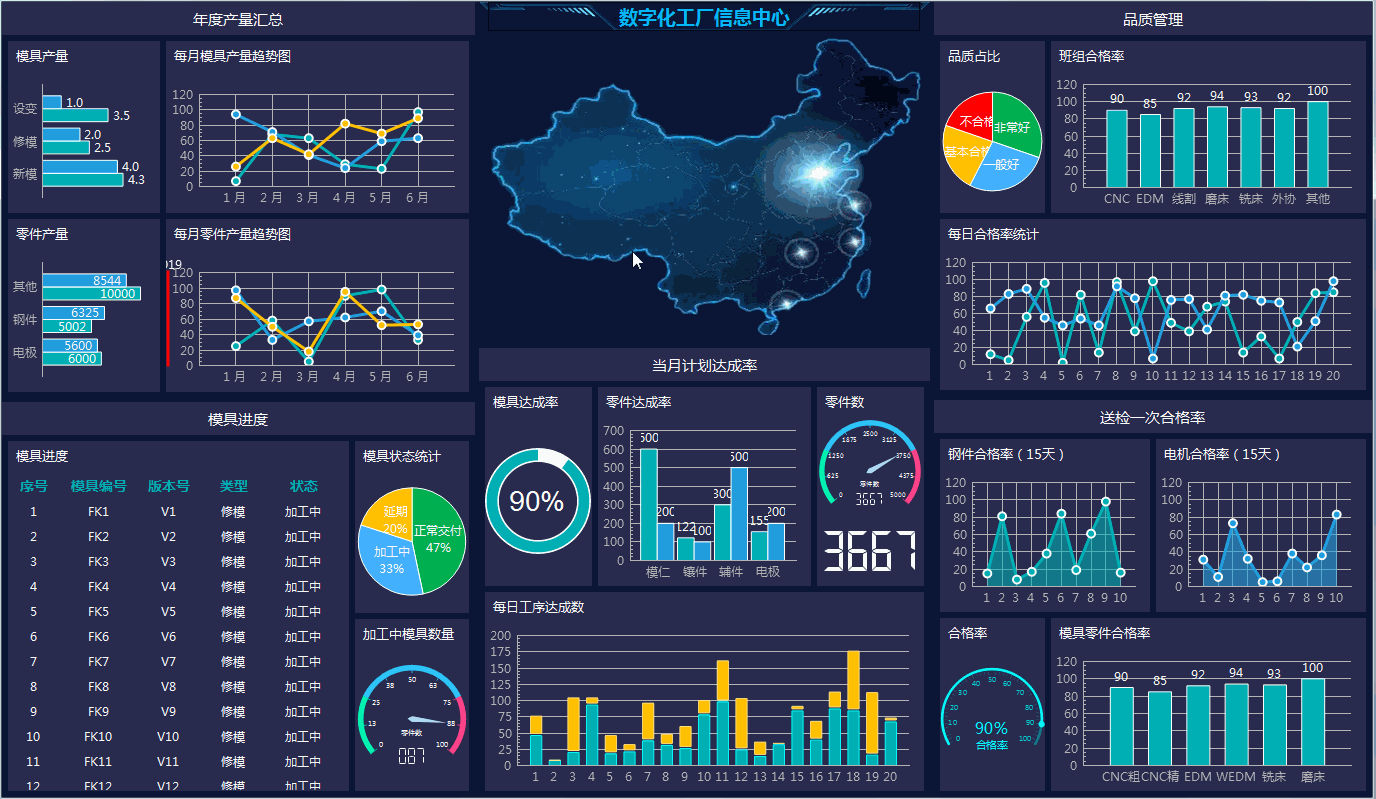 年度产量汇总
模具产量
设变
1.0
3.5
修模
2.0
2.5
新模
4.0
4.3
每月模具产量趋势图
120
100
80
60
40
20
0
1 月 2 月 3 月 4 月 5 月 6 月
零件产量
其他
8544
10000
钢件
6325
5002
电极
5600
6000
每月零件产量趋势图
019
120
100
80
60
40
20
0
1 月 2 月 3 月 4 月 5 月 6 月
模具进度
模具进度
序号 模具编号 版本号 类型 状态
1 FK1 V1 修模 加工中
2 FK2 V2 修模 加工中
3 FK3 V3 修模 加工中
4 FK4 V4 修模 加工中
5 FK5 V5 修模 加工中
6 FK6 V6 修模 加工中
7 FK7 V7 修模 加工中
8 FK8 V8 修模 加工中
9 FK9 V9 修模 加工中
10 FK10 V10 修模 加工中
11 FK11 V11 修模 加工中
12 FK12 V12 修模 加工中
模具状态统计
延期
20%
正常交付
47%
加工中
33%
加工中模具数量
0 13 25 38 50 63 75 88 100
零件数
087
数字化工厂信息中心
当月计划达成率
模具达成率
90%
零件达成率
700
600
500
400
300
200
100
0
600 200 122 100 300 500 155 200
模仁 镶件 辅件 电极
零件数
0 625 1250 1875 2500 3125 3750 4375 5000
零件数
3667
3667
每日工序达成数
200
175
150
125
100
75
50
25
0
1 2 3 4 5 6 7 8 9 10 11 12 13 14 15 16 17 18 19 20
品质管理
品质占比
不合格
非常好
基本合格
一般好
班组合格率
120
100
80
60
40
20
0
90 85 92 94 93 92 100
CNC EDM 线割 磨床 铣床 外协 其他
每日合格率统计
120
100
80
60
40
20
0
1 2 3 4 5 6 7 8 9 10 11 12 13 14 15 16 17 18 19 20
送检一次合格率
钢件合格率（15天）
120
100
80
60
40
20
0
1 2 3 4 5 6 7 8 9 10
电机合格率（15天）
120
100
80
60
40
20
0
1 2 3 4 5 6 7 8 9 10
合格率
0 10 20 30 40 50 60 70 80 90 100
90%
合格率
模具零件合格率
120
100
80
60
40
20
0
90 85 92 94 93 100
CNC粗 CNC精 EDM WEDM 铣床 磨床